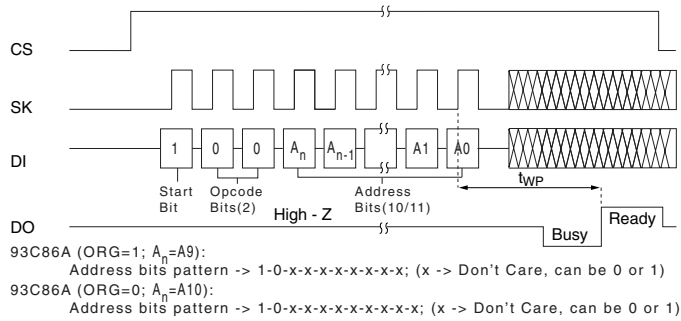 CS
SK
DI
1 0 0 An An-1 A1 A0
Start Bit
Opcode Bits(2)
Address Bits(10/11)
tWP
High - Z
DO
Busy
Ready
93C86A (ORG=1; An=A9):
Address bits pattern -> 1-0-x-x-x-x-x-x-x-x; (x -> Don't Care, can be 0 or 1)
93C86A (ORG=0; An=A10):
Address bits pattern -> 1-0-x-x-x-x-x-x-x-x-x; (x -> Don't Care, can be 0 or 1)